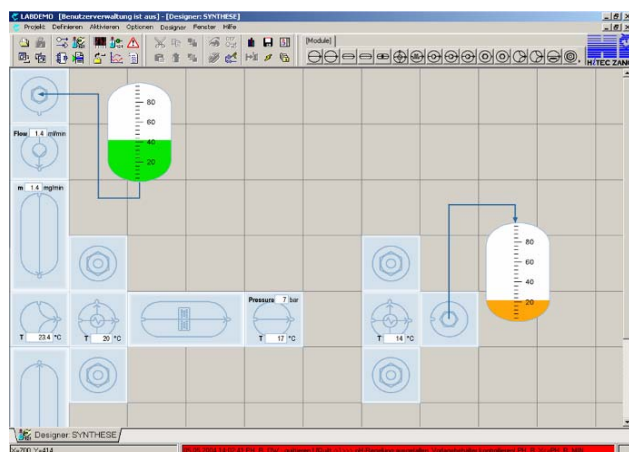 LABDEMO [Benutzerverwaltung ist aus] - [Designer: SYNTHESE]
Projekt Definieren Aktivieren Optionen Designer Fenster Hilfe
[Module]
HiTEC ZANG
80
60
40
20
Flow 1.4 ml/min
m 1.4 mg/min
80
60
40
20
Pressure 7 bar
T 23.4 °C
T 20 °C
T 17 °C
T 14 °C
Designer: SYNTHESE
X=700, Y=414